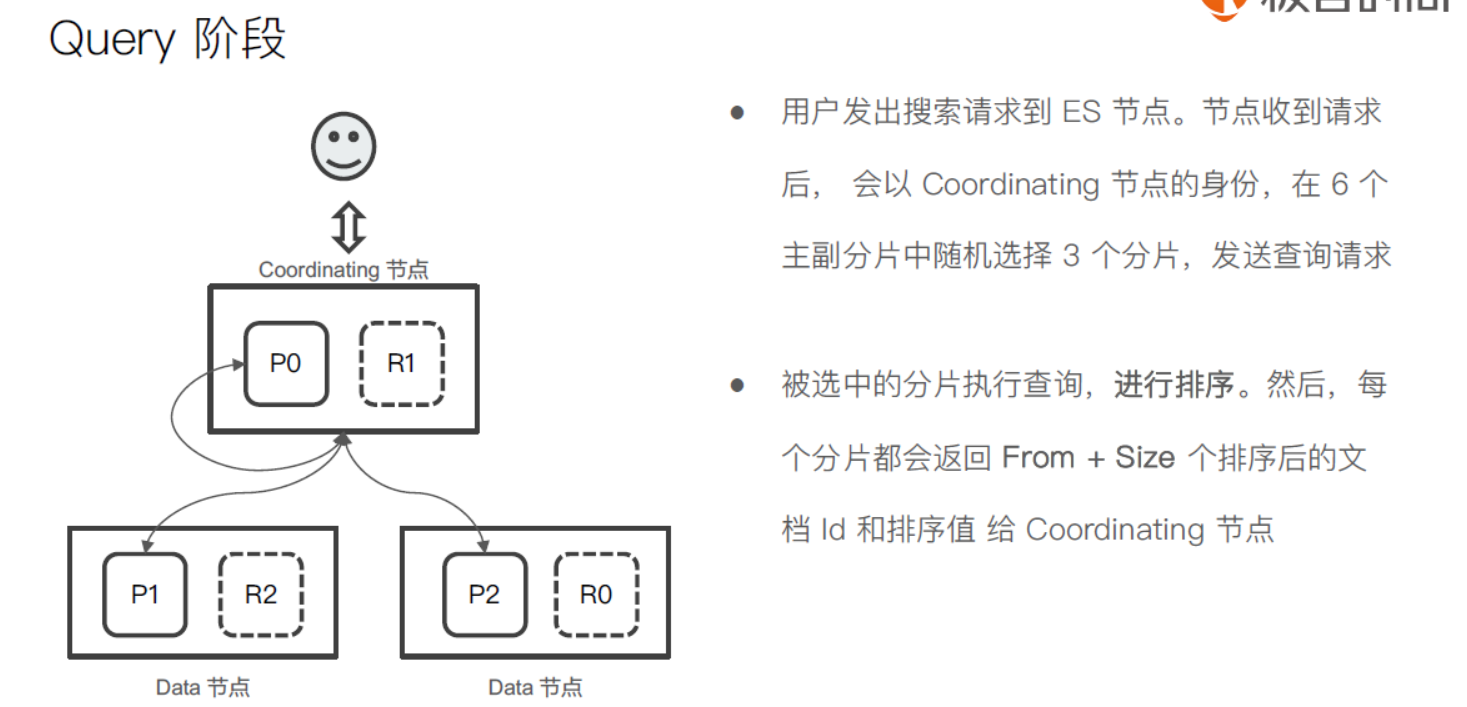 Query 阶段
Coordinating 节点
P0
R1
P1
R2
P2
R0
Data 节点
Data 节点
● 用户发出搜索请求到 ES 节点。节点收到请求
后， 会以 Coordinating 节点的身份，在 6 个
主副分片中随机选择 3 个分片，发送查询请求
● 被选中的分片执行查询，进行排序。然后，每
个分片都会返回 From + Size 个排序后的文
档 Id 和排序值 给 Coordinating 节点